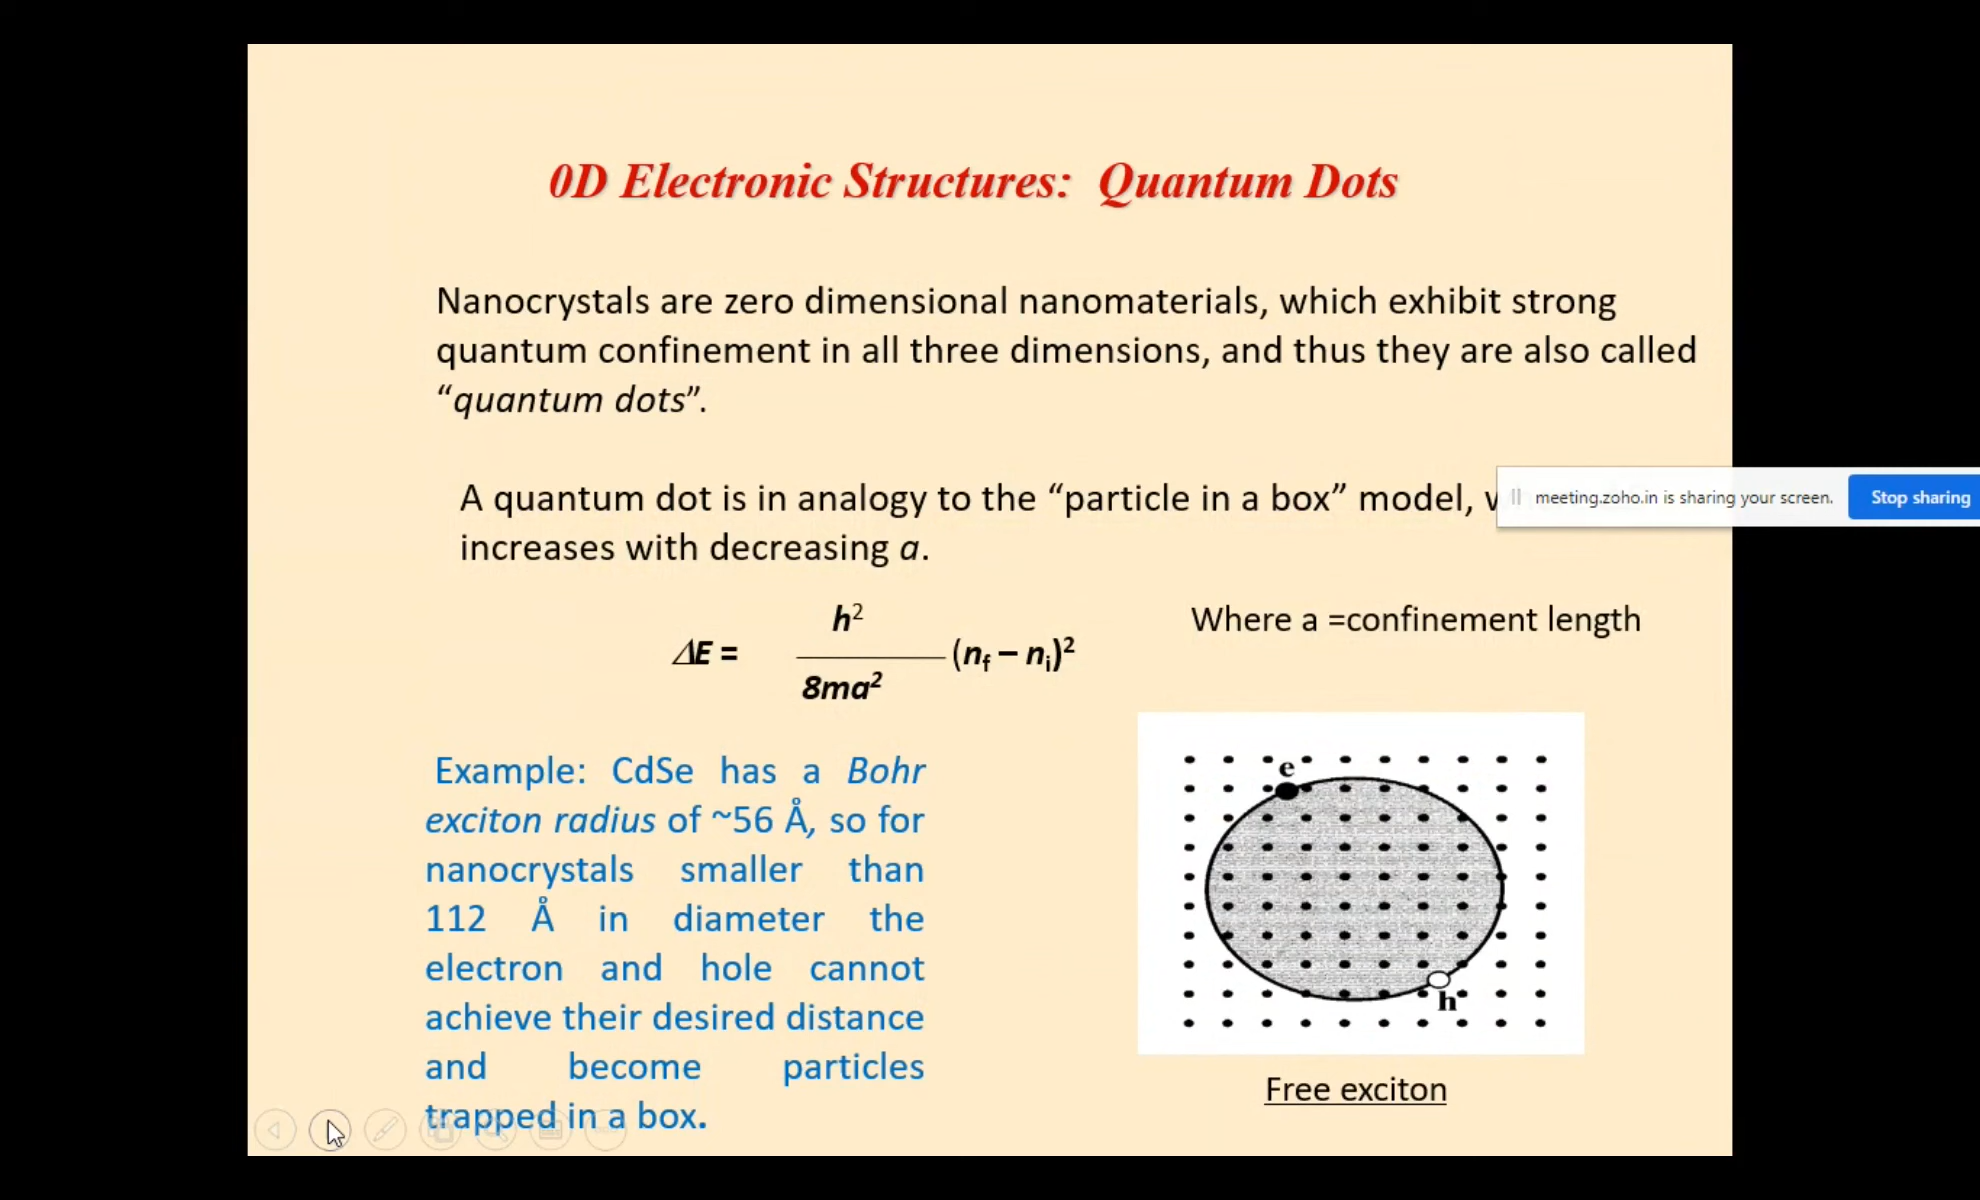 0D Electronic Structures: Quantum Dots
Nanocrystals are zero dimensional nanomaterials, which exhibit strong
quantum confinement in all three dimensions, and thus they are also called
“quantum dots”.
A quantum dot is in analogy to the “particle in a box” model,
meeting.zoho.in is sharing your screen.
Stop sharing
increases with decreasing a.
ΔE = h² / 8ma² (nf – ni)²
Where a =confinement length
Example: CdSe has a Bohr
exciton radius of ~56 Å, so for
nanocrystals smaller than
112 Å in diameter the
electron and hole cannot
achieve their desired distance
and become particles
trapped in a box.
e
h
Free exciton